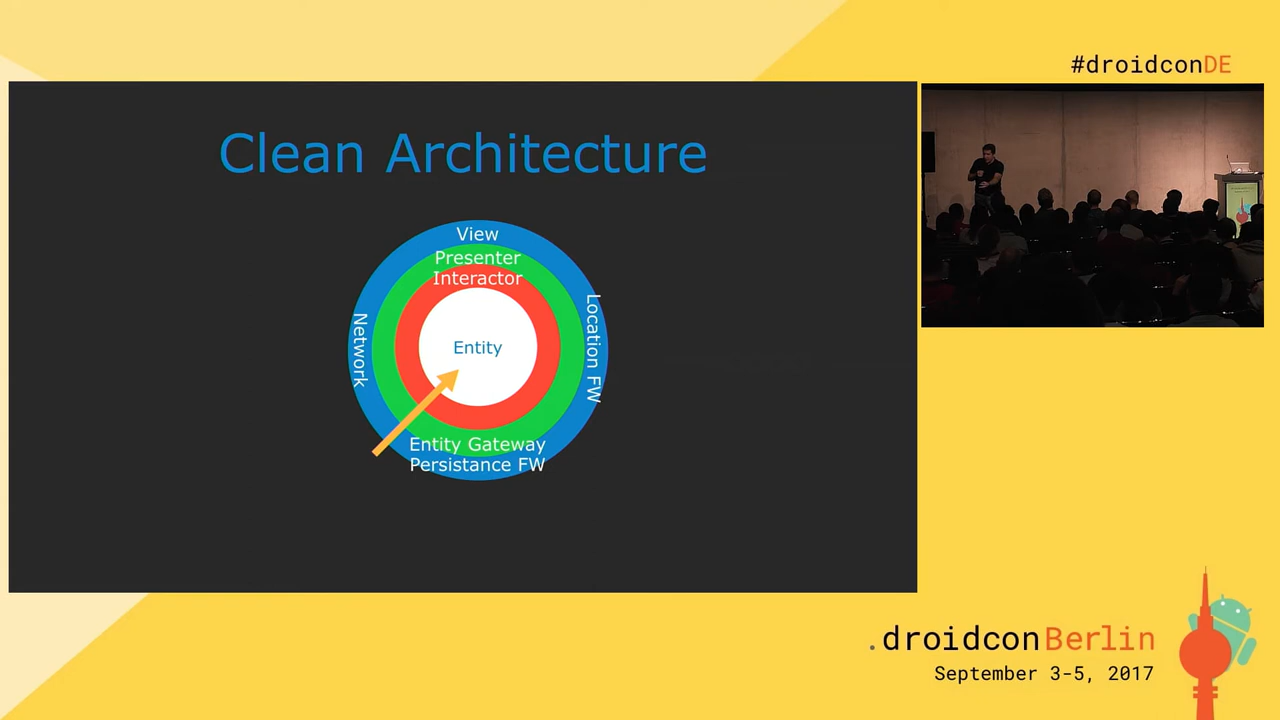 #droidconDE
Clean Architecture
View
Presenter
Interactor
Network
Location FW
Entity
Entity Gateway
Persistance FW
.droidconBerlin
September 3-5, 2017